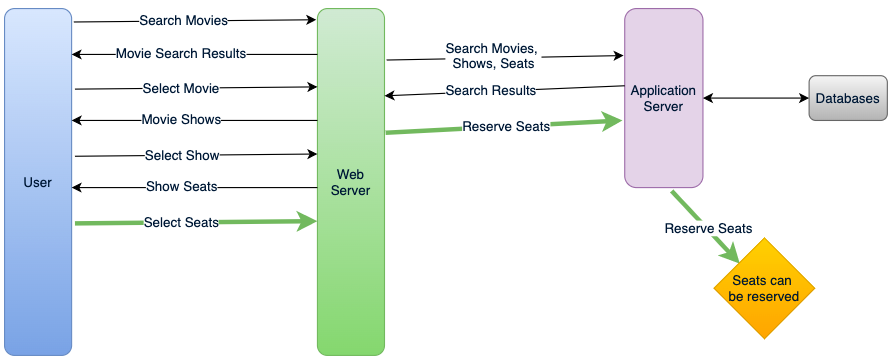 Search Movies
Movie Search Results
Select Movie
Movie Shows
Select Show
Show Seats
Select Seats
User
Web
Server
Search Movies,
Shows, Seats
Search Results
Reserve Seats
Application
Server
Databases
Reserve Seats
Seats can
be reserved